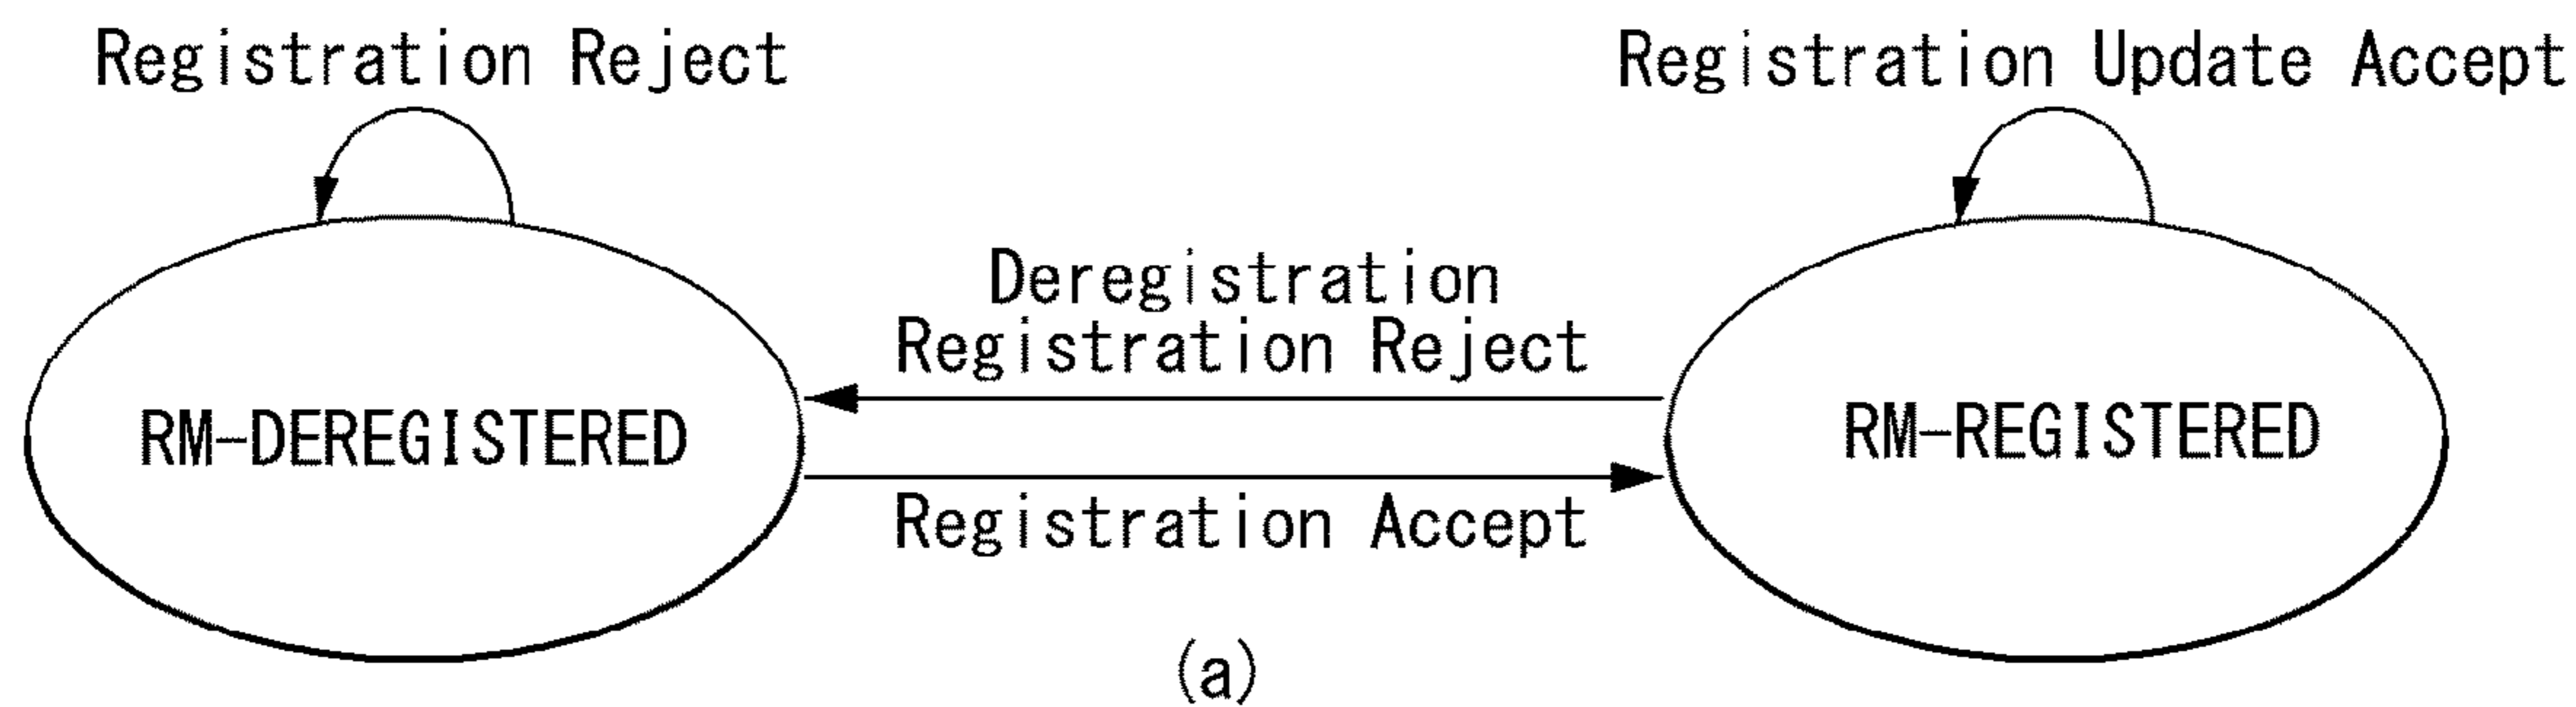 Registration Reject
Registration Update Accept
Deregistration
Registration Reject
RM-DEREGISTERED
RM-REGISTERED
Registration Accept
(a)